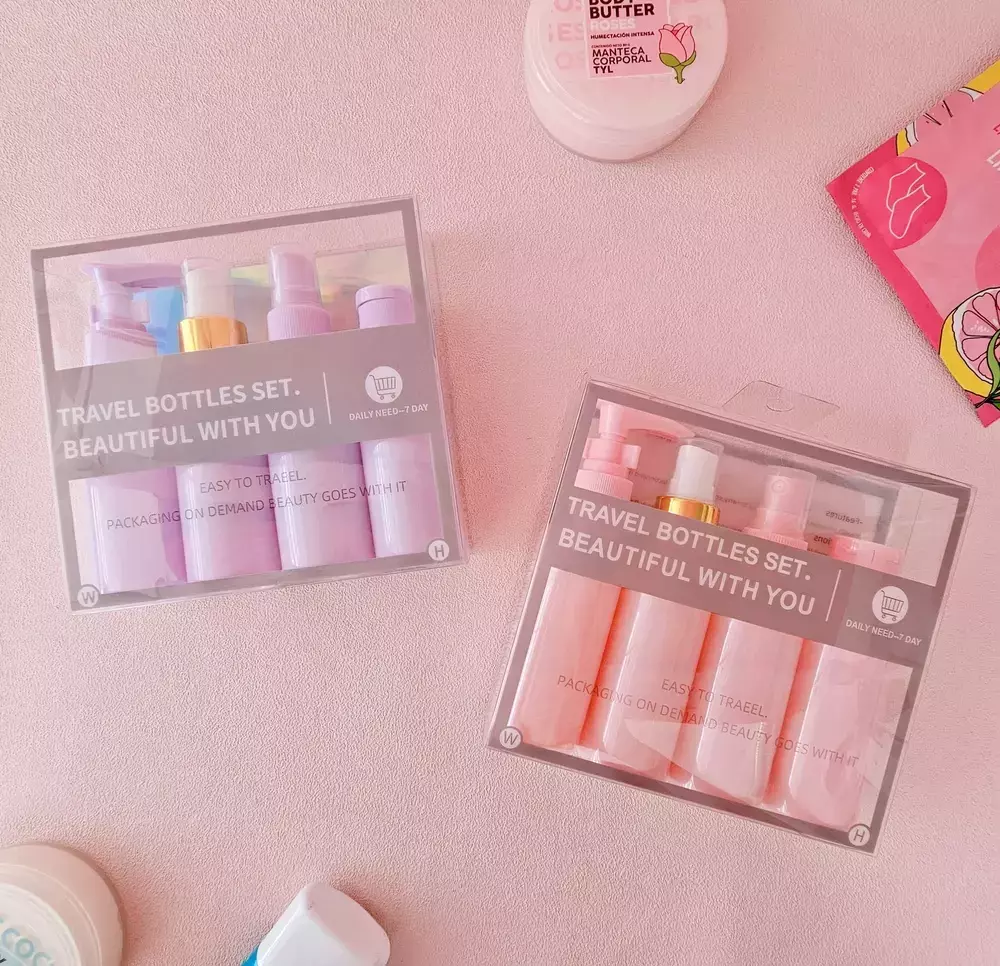 BODY
BUTTER
ROSES
HUMECTACIÓN INTENSA
MANTECA
CORPORAL
TYL
TRAVEL BOTTLES SET.
BEAUTIFUL WITH YOU
DAILY NEED–7 DAY
EASY TO TRAEEL.
PACKAGING ON DEMAND BEAUTY GOES WITH IT
W
H
TRAVEL BOTTLES SET.
BEAUTIFUL WITH YOU
DAILY NEED–7 DAY
EASY TO TRAEEL.
PACKAGING ON DEMAND BEAUTY GOES WITH IT
W
H
COC